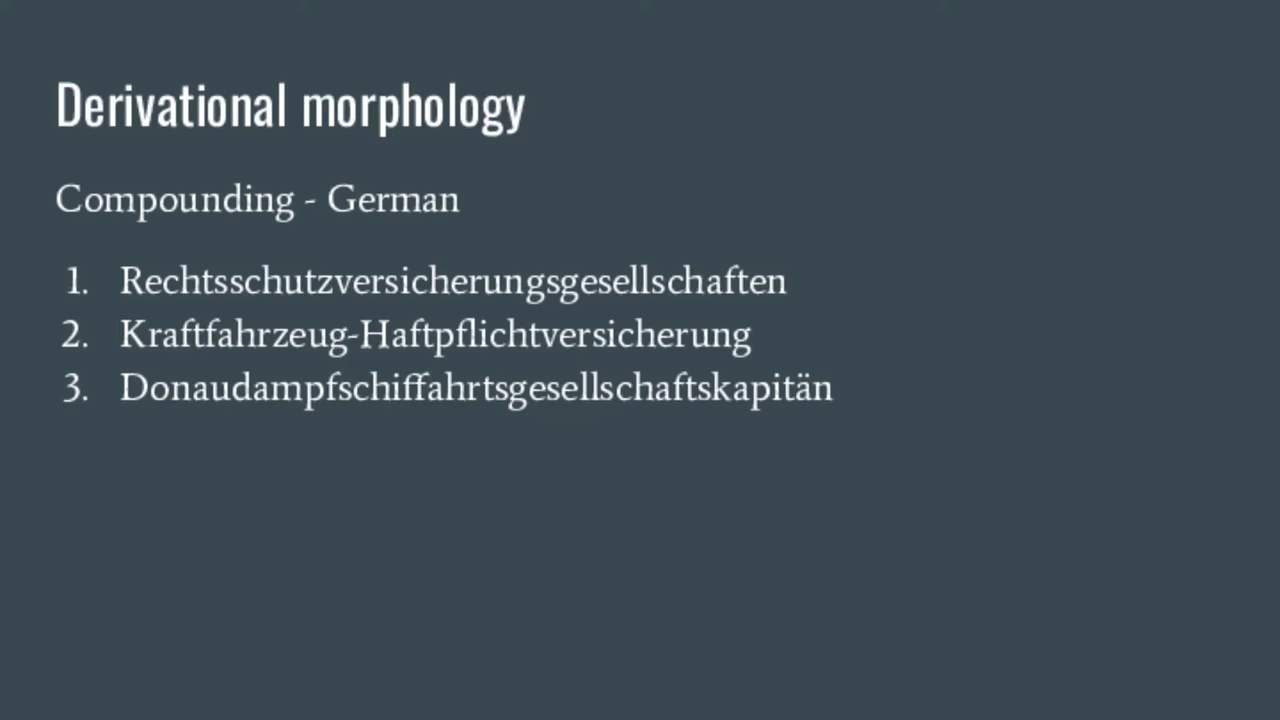 Derivational morphology
Compounding - German
1. Rechtsschutzversicherungsgesellschaften
2. Kraftfahrzeug-Haftpflichtversicherung
3. Donaudampfschiffahrtsgesellschaftskapitän